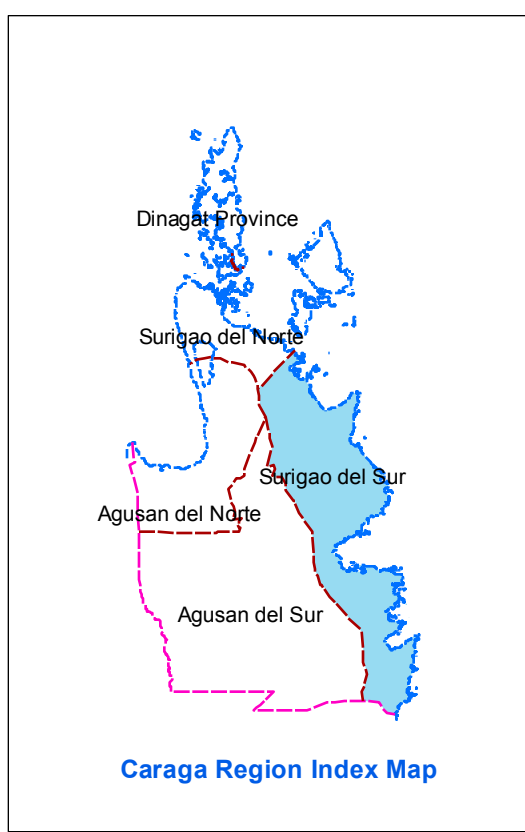 Dinagat Province
Surigao del Norte
Surigao del Sur
Agusan del Norte
Agusan del Sur
Caraga Region Index Map